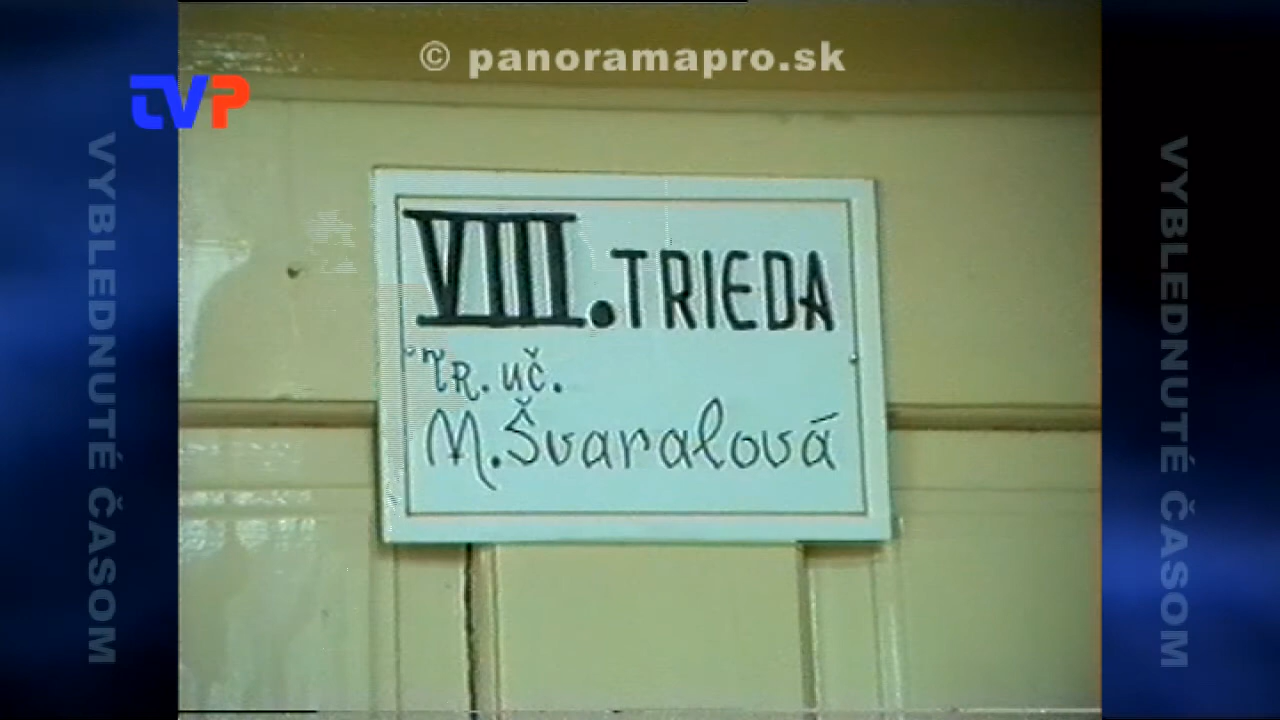 © panoramapro.sk
TVP
VYBLEDNUTÉ ČASOM
VIII. TRIEDA
TR. UČ.
M. Švaralová
VYBLEDNUTÉ ČASOM